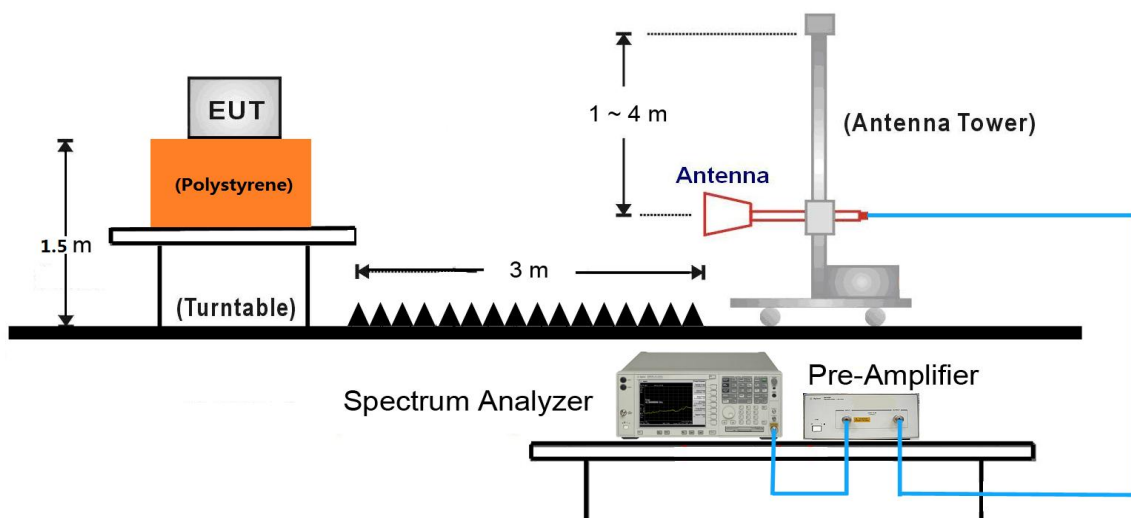 EUT
(Polystyrene)
1.5 m
(Turntable)
3 m
1 ~ 4 m
Antenna
(Antenna Tower)
Spectrum Analyzer
Pre-Amplifier